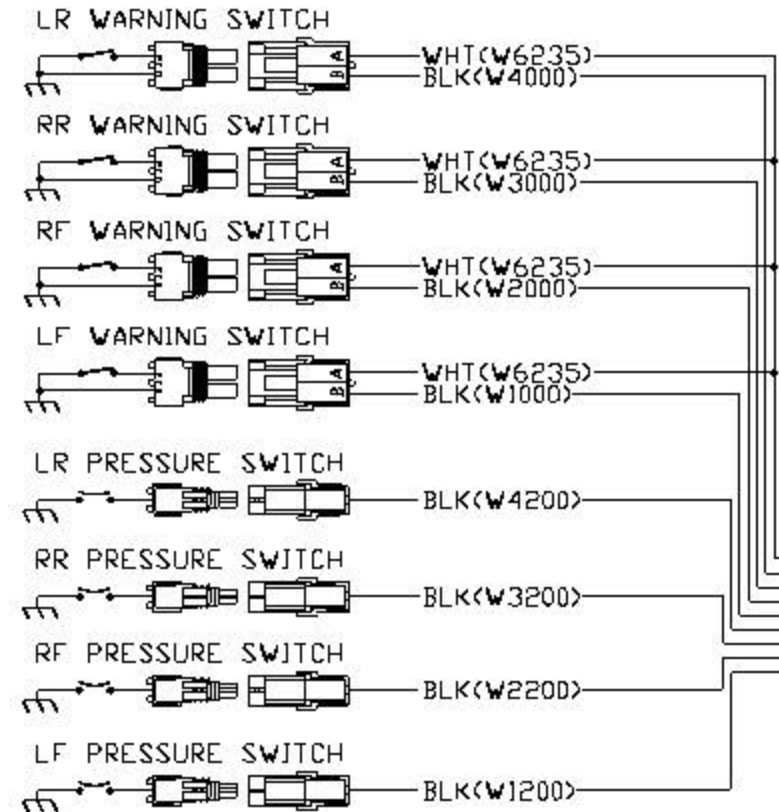 LR WARNING SWITCH
A WHT(W6235)
B BLK(W4000)
RR WARNING SWITCH
A WHT(W6235)
B BLK(W3000)
RF WARNING SWITCH
A WHT(W6235)
B BLK(W2000)
LF WARNING SWITCH
A WHT(W6235)
B BLK(W1000)
LR PRESSURE SWITCH
BLK(W4200)
RR PRESSURE SWITCH
BLK(W3200)
RF PRESSURE SWITCH
BLK(W2200)
LF PRESSURE SWITCH
BLK(W1200)